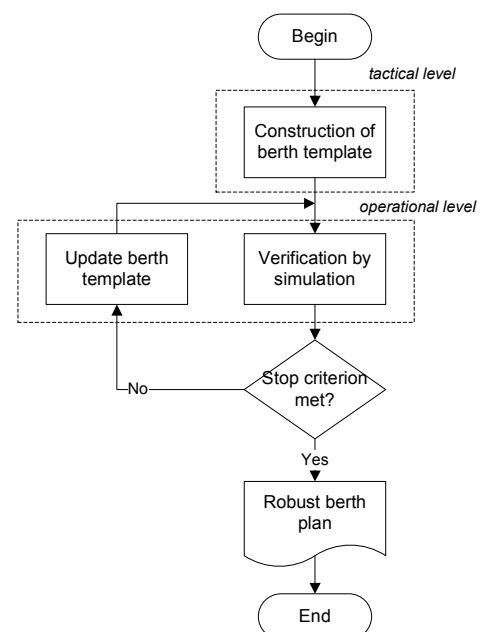 Begin
tactical level
Construction of
berth template
operational level
Update berth
template
Verification by
simulation
Stop criterion
met?
No
Yes
Robust berth
plan
End